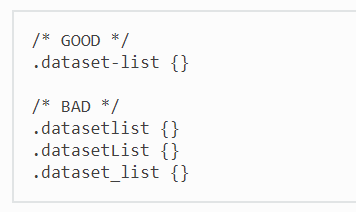 /* GOOD */
.dataset-list {}
/* BAD */
.datasetlist {}
.datasetList {}
.dataset_list {}